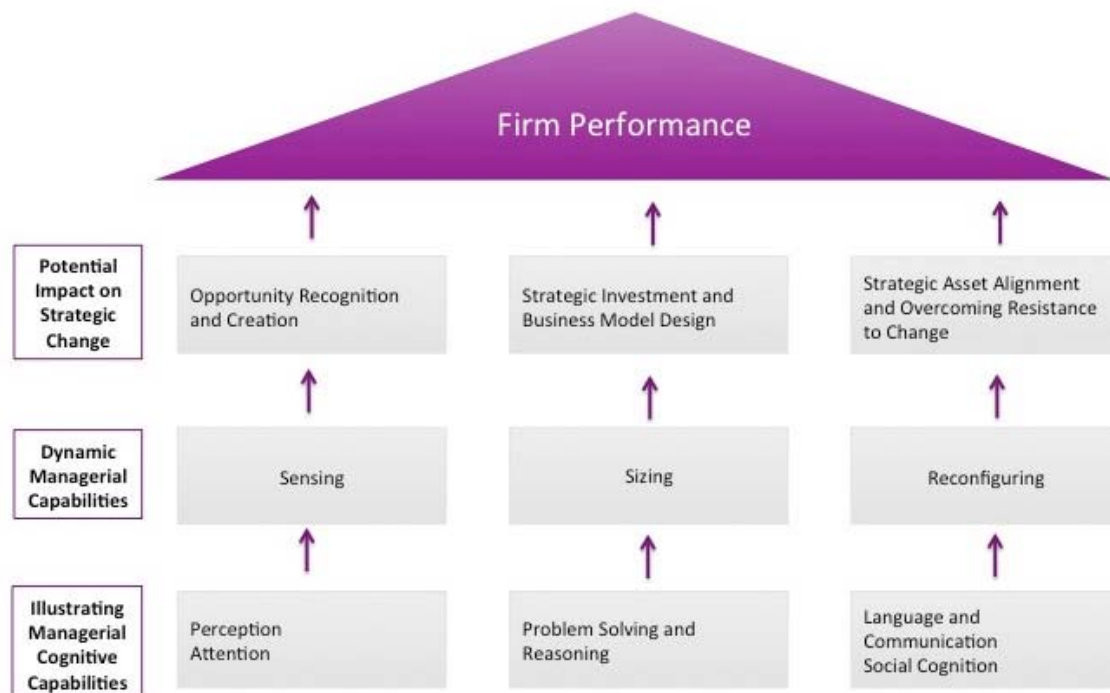 Firm Performance
Potential
Impact on
Strategic
Change
Opportunity Recognition
and Creation
Strategic Investment and
Business Model Design
Strategic Asset Alignment
and Overcoming Resistance
to Change
Dynamic
Managerial
Capabilities
Sensing
Sizing
Reconfiguring
Illustrating
Managerial
Cognitive
Capabilities
Perception
Attention
Problem Solving and
Reasoning
Language and
Communication
Social Cognition